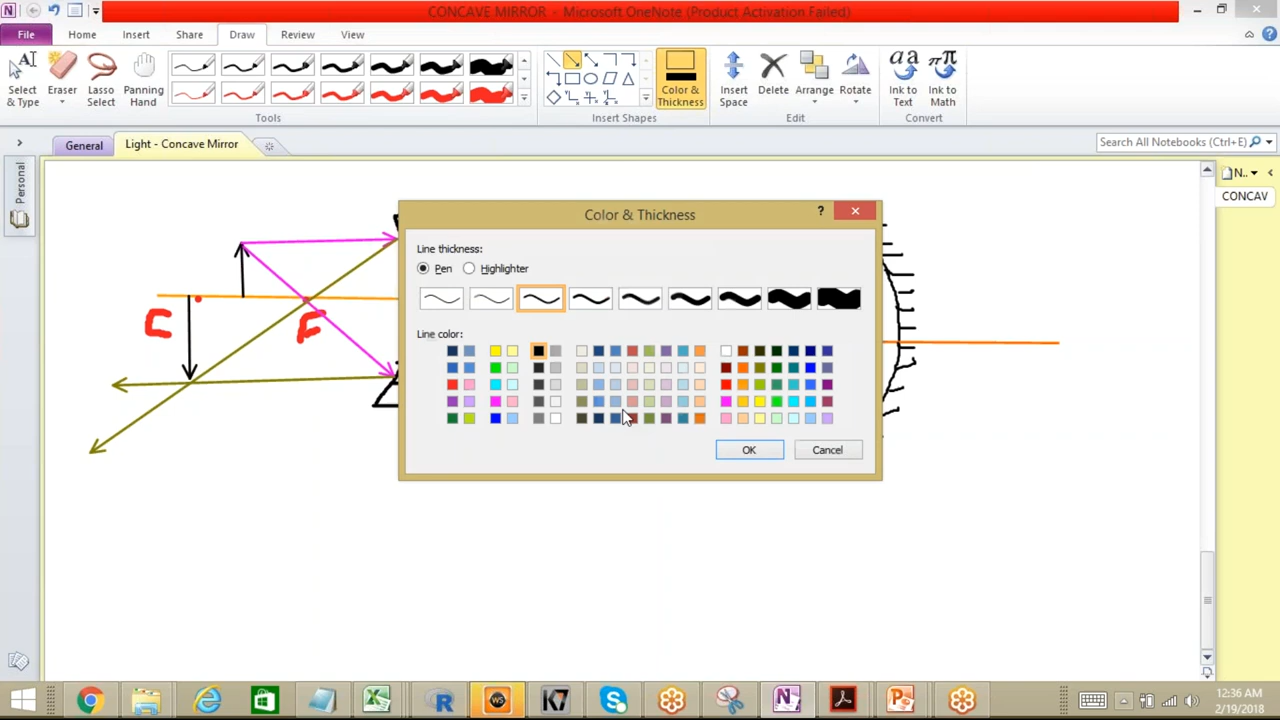 CONCAVE MIRROR - Microsoft OneNote (Product Activation Failed)
File Home Insert Share Draw Review View
Select & Type
Eraser
Lasso Select
Panning Hand
Color & Thickness
Insert Space
Delete
Arrange
Rotate
Ink to Text
Ink to Math
Tools Insert Shapes Edit Convert
General
Light - Concave Mirror
Search All Notebooks (Ctrl+E)
Personal
N..
CONCAV
Color & Thickness
Line thickness:
Pen
Highlighter
Line color:
OK
Cancel
C
F
12:36 AM
2/19/2018